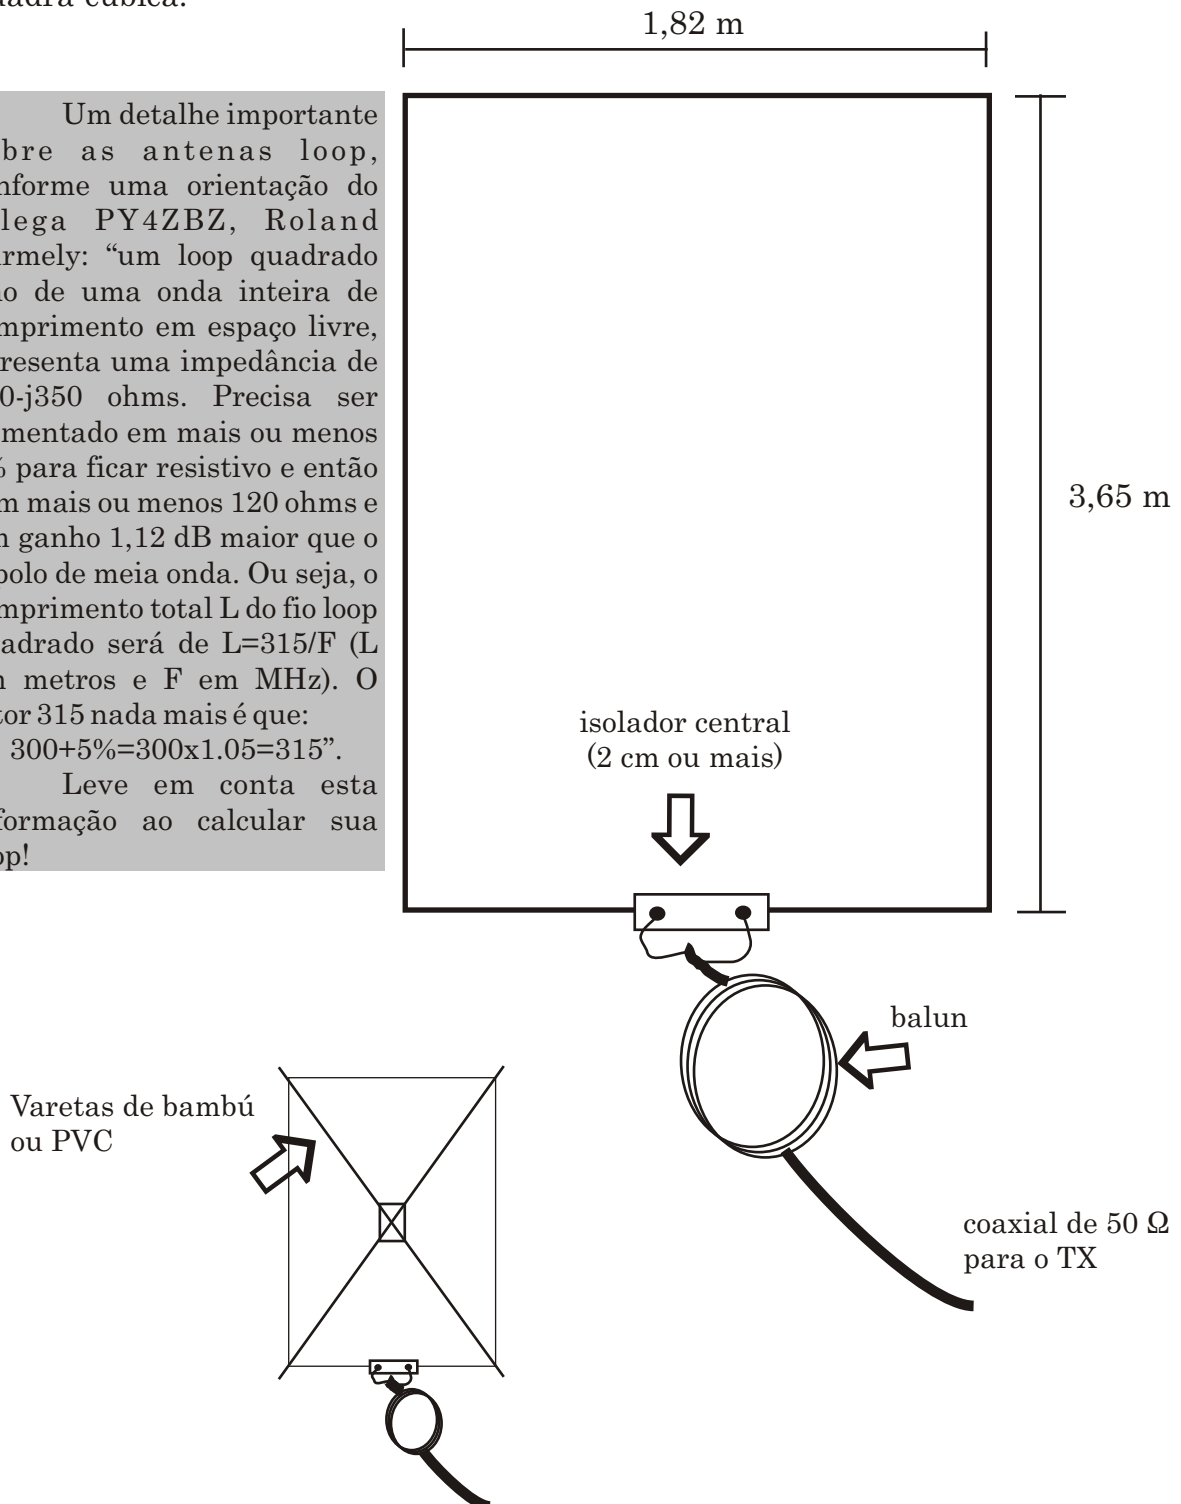 uadra cúbica.
1,82 m
Um detalhe importante
bre as antenas loop,
nforme uma orientação do
lega PY4ZBZ, Roland
rmely: “um loop quadrado
o de uma onda inteira de
mprimento em espaço livre,
resenta uma impedância de
0-j350 ohms. Precisa ser
mentado em mais ou menos
% para ficar resistivo e então
m mais ou menos 120 ohms e
m ganho 1,12 dB maior que o
polo de meia onda. Ou seja, o
mprimento total L do fio loop
adrado será de L=315/F (L
m metros e F em MHz). O
tor 315 nada mais é que:
300+5%=300x1.05=315”.
Leve em conta esta
formação ao calcular sua
op!
3,65 m
isolador central
(2 cm ou mais)
balun
Varetas de bambú
ou PVC
coaxial de 50 Ω
para o TX